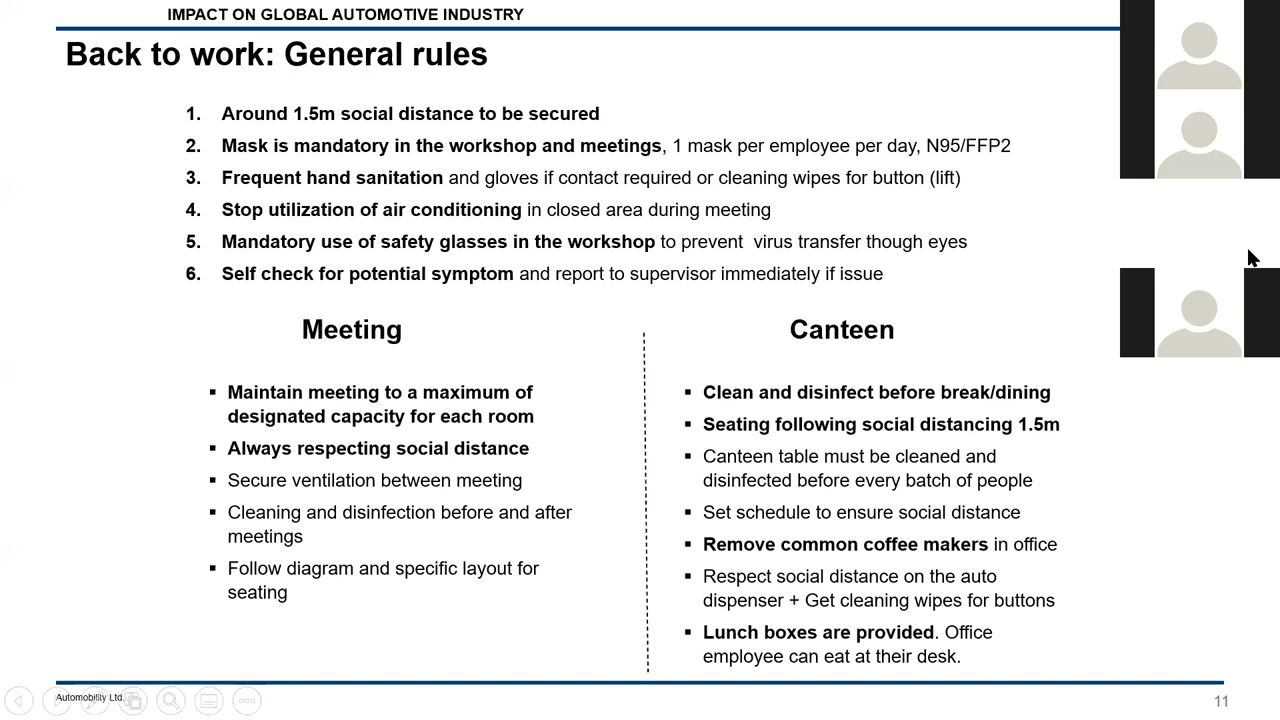 IMPACT ON GLOBAL AUTOMOTIVE INDUSTRY
Back to work: General rules
1. Around 1.5m social distance to be secured
2. Mask is mandatory in the workshop and meetings, 1 mask per employee per day, N95/FFP2
3. Frequent hand sanitation and gloves if contact required or cleaning wipes for button (lift)
4. Stop utilization of air conditioning in closed area during meeting
5. Mandatory use of safety glasses in the workshop to prevent  virus transfer though eyes
6. Self check for potential symptom and report to supervisor immediately if issue
Meeting
▪ Maintain meeting to a maximum of
designated capacity for each room
▪ Always respecting social distance
▪ Secure ventilation between meeting
▪ Cleaning and disinfection before and after
meetings
▪ Follow diagram and specific layout for
seating
Canteen
▪ Clean and disinfect before break/dining
▪ Seating following social distancing 1.5m
▪ Canteen table must be cleaned and
disinfected before every batch of people
▪ Set schedule to ensure social distance
▪ Remove common coffee makers in office
▪ Respect social distance on the auto
dispenser + Get cleaning wipes for buttons
▪ Lunch boxes are provided. Office
employee can eat at their desk.
Automobility Ltd.
11